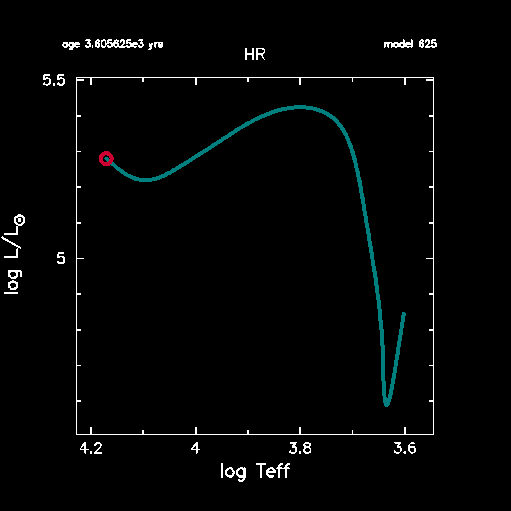 age 3.605625e3 yrs
model 625
HR
5.5
5
log L/L⊙
4.2 4 3.8 3.6
log Teff